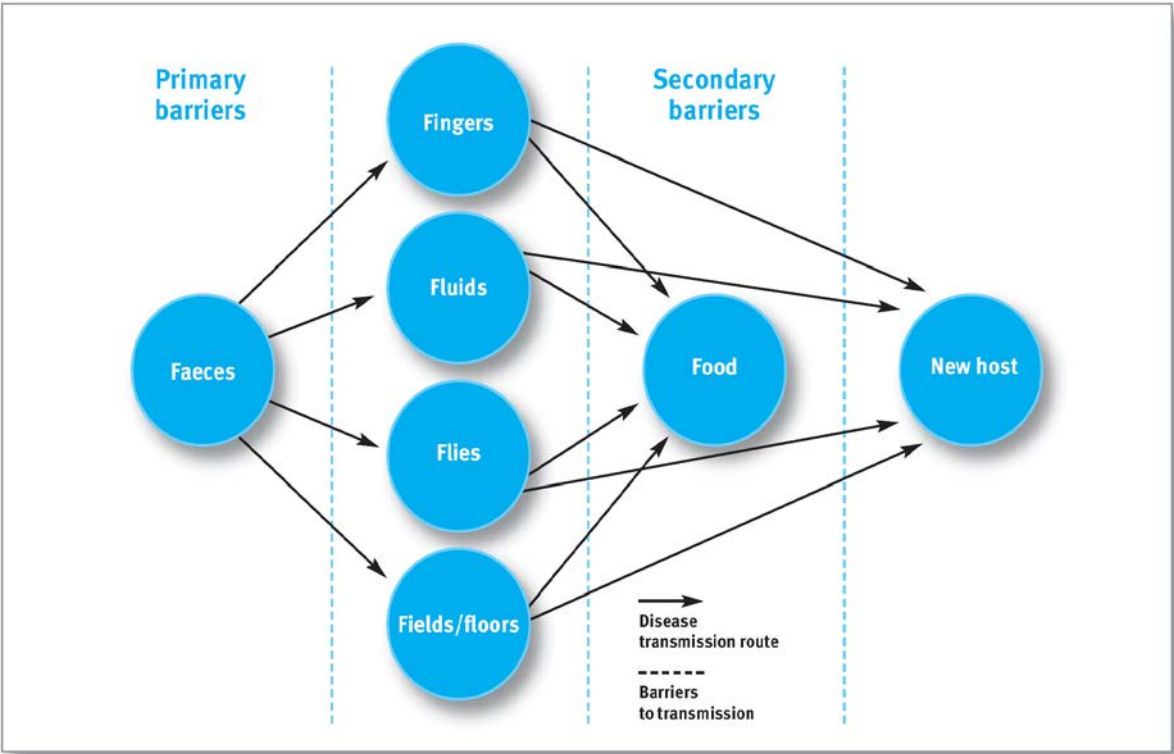 Primary
barriers
Secondary
barriers
Fingers
Fluids
Faeces
Food
New host
Flies
Fields/floors
Disease
transmission route
Barriers
to transmission